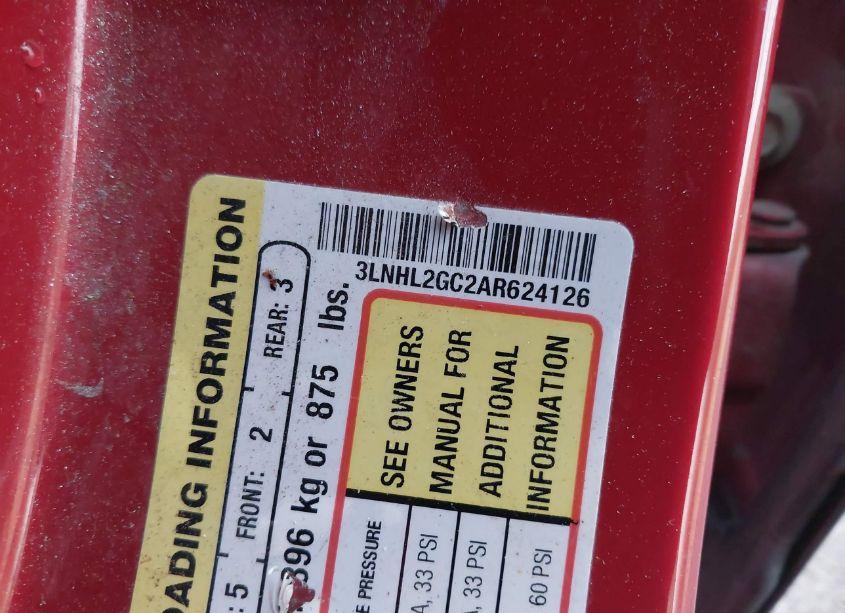 3LNHL2GC2AR624126
LOADING INFORMATION
: 5 FRONT: 2 REAR: 3
396 kg or 875 lbs.
SEE OWNERS
MANUAL FOR
ADDITIONAL
INFORMATION
PRESSURE
33 PSI
33 PSI
60 PSI